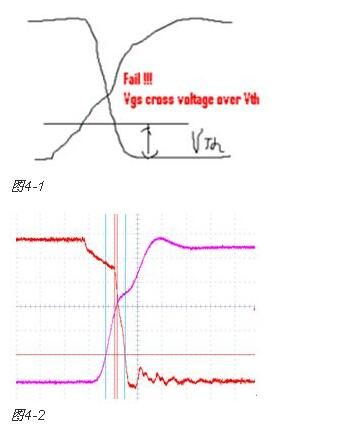 Fail !!!
Vgs cross voltage over Vth
VTh
图4-1
图4-2